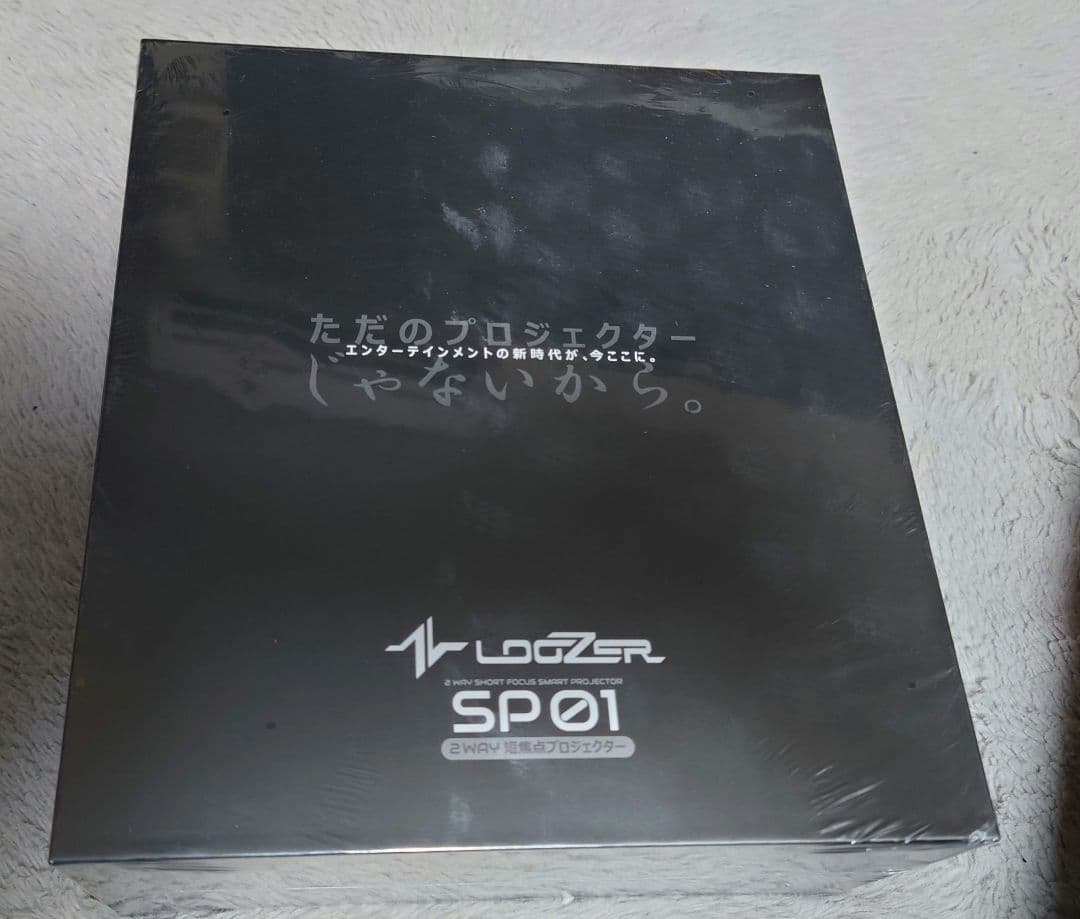 ただのプロジェクター
エンターテインメントの新時代が、今ここに。
じゃないから。
LOOZER
2 WAY SHORT FOCUS SMART PROJECTOR
SP01
2WAY 短焦点プロジェクター